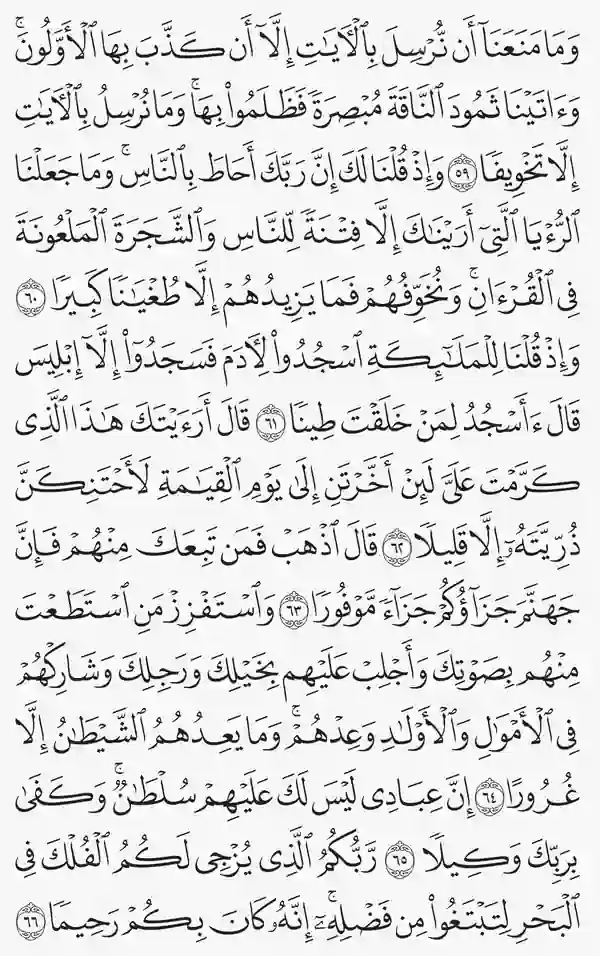 وَمَا مَنَعَنَآ أَن نُّرْسِلَ بِٱلْأَيَٰتِ إِلَّآ أَن كَذَّبَ بِهَا ٱلْأَوَّلُونَۚ
وَءَاتَيْنَا ثَمُودَ ٱلنَّاقَةَ مُبْصِرَةً فَظَلَمُوا۟ بِهَاۚ وَمَا نُرْسِلُ بِٱلْأَيَٰتِ
إِلَّا تَخْوِيفًا ٥٩ وَإِذْ قُلْنَا لَكَ إِنَّ رَبَّكَ أَحَاطَ بِٱلنَّاسِۚ وَمَا جَعَلْنَا
ٱلرُّءْيَا ٱلَّتِىٓ أَرَيْنَٰكَ إِلَّا فِتْنَةً لِّلنَّاسِ وَٱلشَّجَرَةَ ٱلْمَلْعُونَةَ
فِى ٱلْقُرْءَانِۚ وَنُخَوِّفُهُمْ فَمَا يَزِيدُهُمْ إِلَّا طُغْيَٰنًا كَبِيرًا ٦٠
وَإِذْ قُلْنَا لِلْمَلَٰٓئِكَةِ ٱسْجُدُوا۟ لِأَدَمَ فَسَجَدُوٓا۟ إِلَّآ إِبْلِيسَ
قَالَ ءَأَسْجُدُ لِمَنْ خَلَقْتَ طِينًا ٦١ قَالَ أَرَءَيْتَكَ هَٰذَا ٱلَّذِى
كَرَّمْتَ عَلَىَّ لَئِنْ أَخَّرْتَنِ إِلَىٰ يَوْمِ ٱلْقِيَٰمَةِ لَأَحْتَنِكَنَّ
ذُرِّيَّتَهُۥٓ إِلَّا قَلِيلًا ٦٢ قَالَ ٱذْهَبْ فَمَن تَبِعَكَ مِنْهُمْ فَإِنَّ
جَهَنَّمَ جَزَآؤُكُمْ جَزَآءً مَّوْفُورًا ٦٣ وَٱسْتَفْزِزْ مَنِ ٱسْتَطَعْتَ
مِنْهُم بِصَوْتِكَ وَأَجْلِبْ عَلَيْهِم بِخَيْلِكَ وَرَجِلِكَ وَشَارِكْهُمْ
فِى ٱلْأَمْوَٰلِ وَٱلْأَوْلَٰدِ وَعِدْهُمْۚ وَمَا يَعِدُهُمُ ٱلشَّيْطَٰنُ إِلَّا
غُرُورًا ٦٤ إِنَّ عِبَادِى لَيْسَ لَكَ عَلَيْهِمْ سُلْطَٰنٌۚ وَكَفَىٰ
بِرَبِّكَ وَكِيلًا ٦٥ رَّبُّكُمُ ٱلَّذِى يُزْجِى لَكُمُ ٱلْفُلْكَ فِى
ٱلْبَحْرِ لِتَبْتَغُوا۟ مِن فَضْلِهِۦٓۚ إِنَّهُۥ كَانَ بِكُمْ رَحِيمًا ٦٦